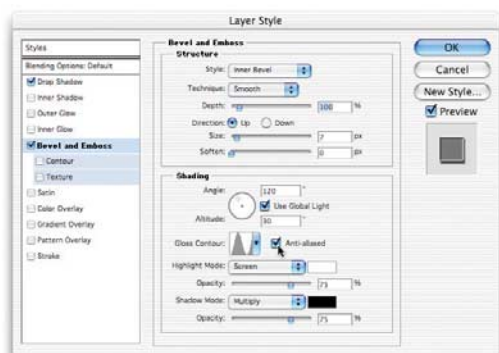 Layer Style
Styles
Blending Options: Default
Drop Shadow
Inner Shadow
Outer Glow
Inner Glow
Bevel and Emboss
Contour
Texture
Satin
Color Overlay
Gradient Overlay
Pattern Overlay
Stroke
Bevel and Emboss
Structure
Style: Inner Bevel
Technique: Smooth
Depth: 100 %
Direction: Up Down
Size: 7 px
Soften: 0 px
Shading
Angle: 120 °
Use Global Light
Altitude: 30 °
Gloss Contour: Anti-aliased
Highlight Mode: Screen
Opacity: 75 %
Shadow Mode: Multiply
Opacity: 75 %
OK
Cancel
New Style...
Preview